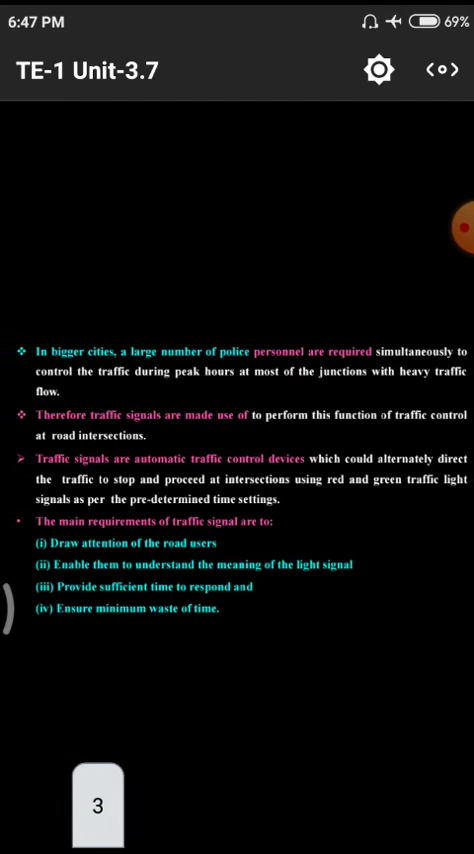 6:47 PM
69%
TE-1 Unit-3.7
❖ In bigger cities, a large number of police personnel are required simultaneously to
control the traffic during peak hours at most of the junctions with heavy traffic
flow.
❖ Therefore traffic signals are made use of to perform this function of traffic control
at road intersections.
➢ Traffic signals are automatic traffic control devices which could alternately direct
the traffic to stop and proceed at intersections using red and green traffic light
signals as per the pre-determined time settings.
• The main requirements of traffic signal are to:
(i) Draw attention of the road users
(ii) Enable them to understand the meaning of the light signal
(iii) Provide sufficient time to respond and
(iv) Ensure minimum waste of time.
3